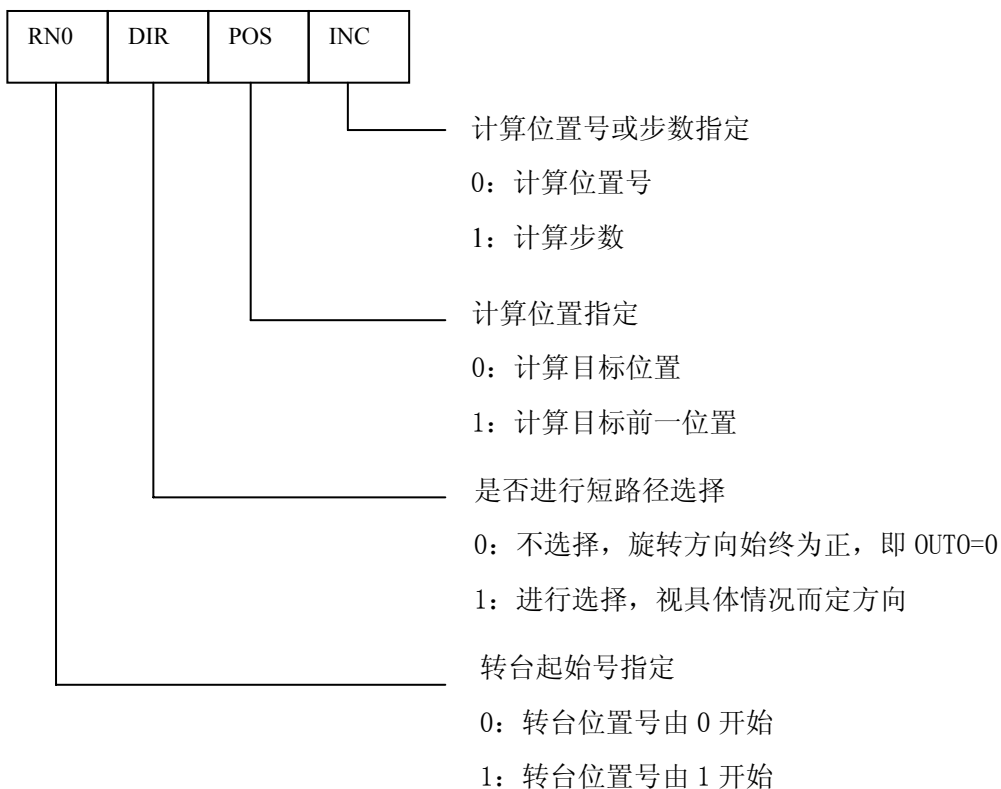 RN0 DIR POS INC
计算位置号或步数指定
0：计算位置号
1：计算步数
计算位置指定
0：计算目标位置
1：计算目标前一位置
是否进行短路径选择
0：不选择，旋转方向始终为正，即 OUTO=0
1：进行选择，视具体情况而定方向
转台起始号指定
0：转台位置号由 0 开始
1：转台位置号由 1 开始